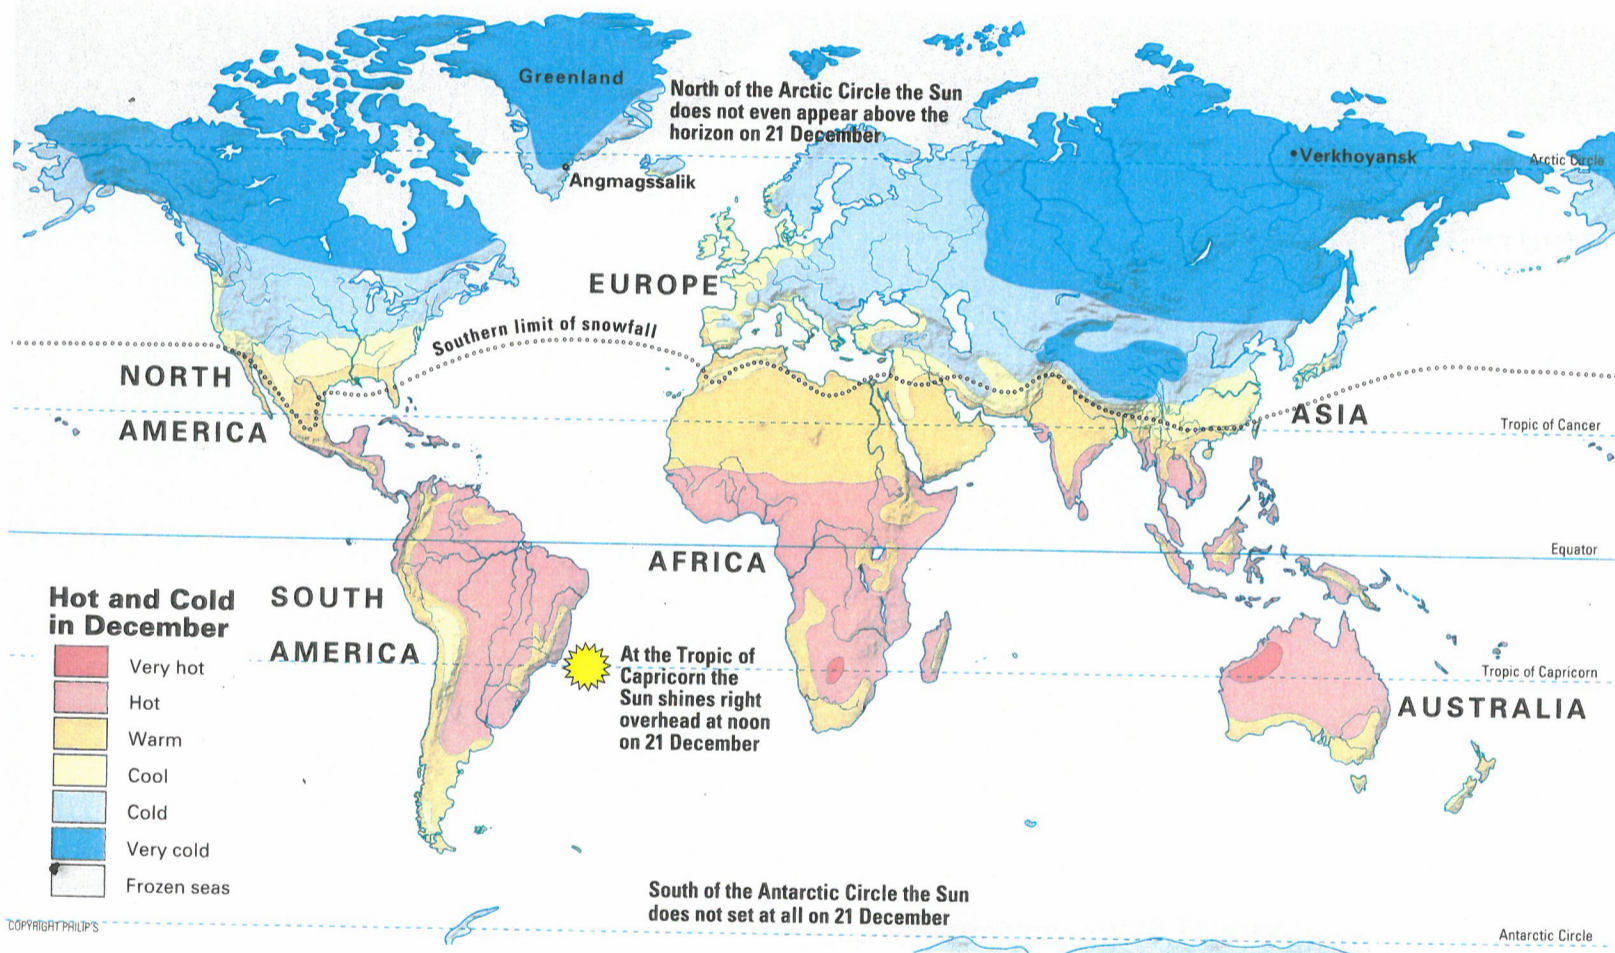 Greenland
North of the Arctic Circle the Sun
does not even appear above the
horizon on 21 December
Verkhoyansk
Arctic Circle
Angmagssalik
EUROPE
Southern limit of snowfall
NORTH
AMERICA
ASIA
Tropic of Cancer
AFRICA
Equator
Hot and Cold
in December
Very hot
Hot
Warm
Cool
Cold
Very cold
Frozen seas
SOUTH
AMERICA
At the Tropic of
Capricorn the
Sun shines right
overhead at noon
on 21 December
Tropic of Capricorn
AUSTRALIA
South of the Antarctic Circle the Sun
does not set at all on 21 December
COPYRIGHT PHILIP'S
Antarctic Circle